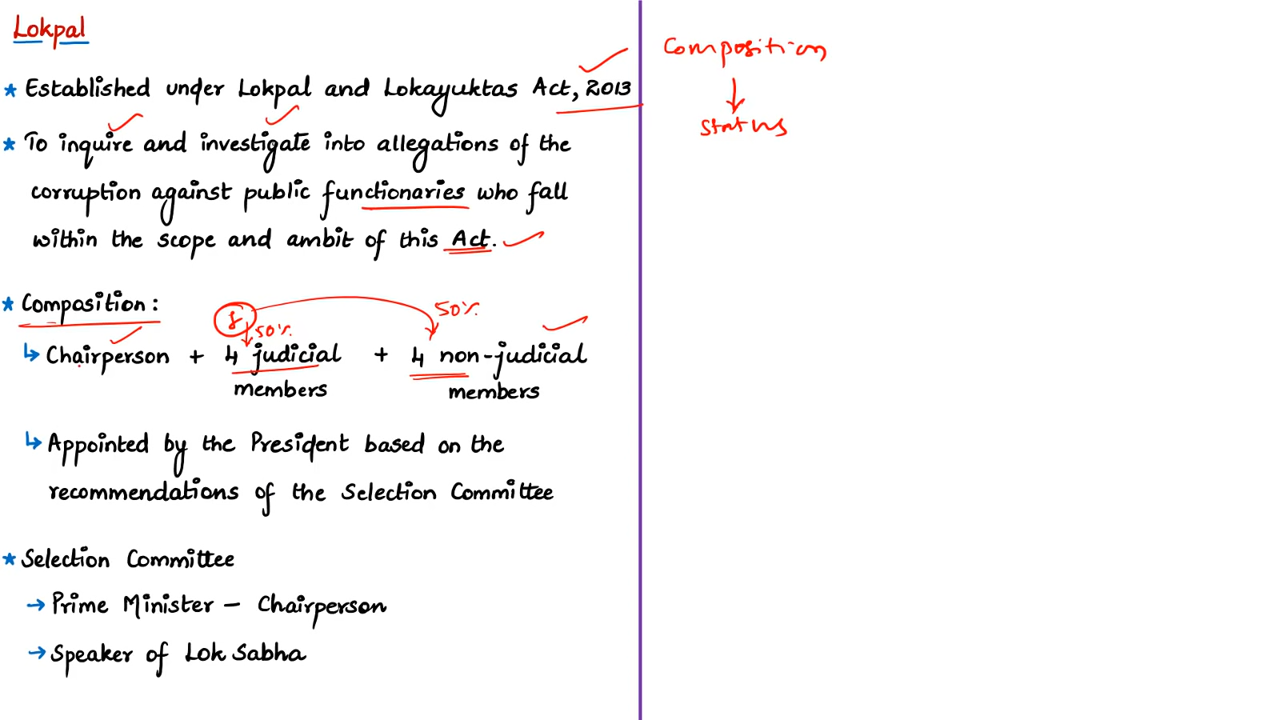 Lokpal
* Established under Lokpal and Lokayuktas Act, 2013
* To inquire and investigate into allegations of the
corruption against public functionaries who fall
within the scope and ambit of this Act.
* Composition:
8
50%
50%
↳ Chairperson + 4 judicial + 4 non-judicial
members members
↳ Appointed by the President based on the
recommendations of the Selection Committee
* Selection Committee
→ Prime Minister – Chairperson
→ Speaker of Lok Sabha
Composition
↓
Status